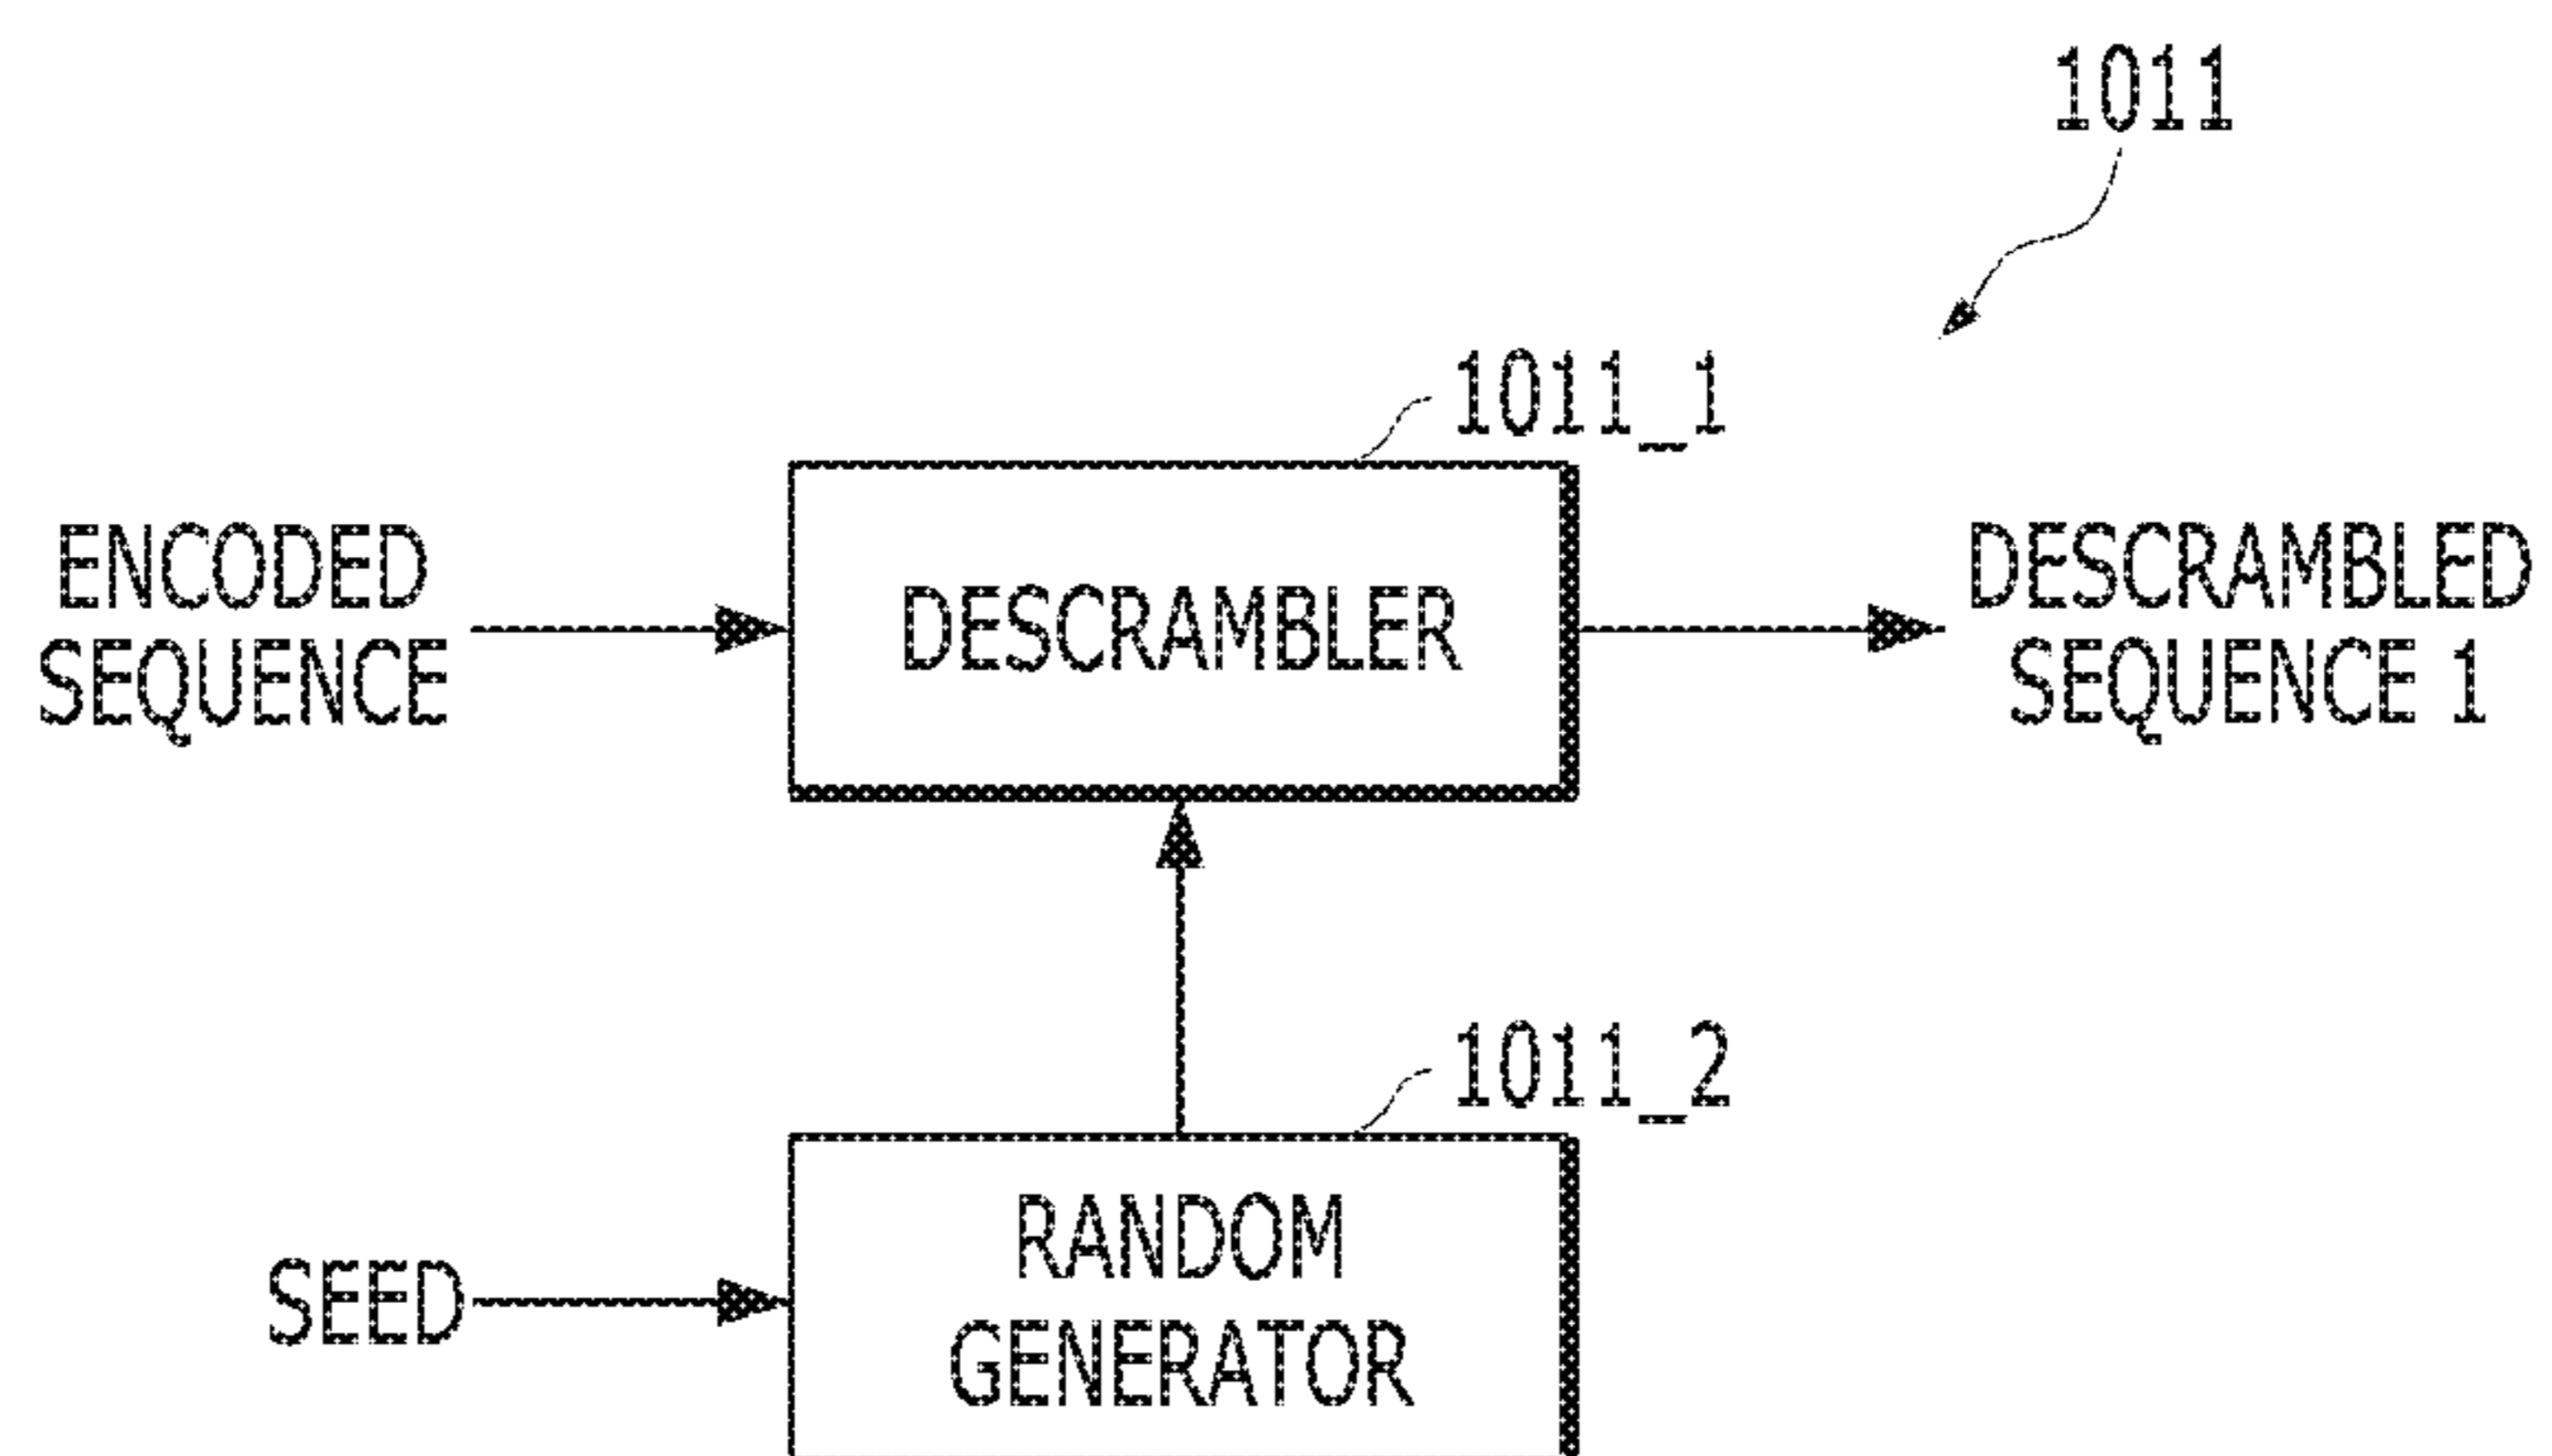 1011
1011_1
ENCODED
SEQUENCE
DESCRAMBLER
DESCRAMBLED
SEQUENCE 1
1011_2
SEED
RANDOM
GENERATOR